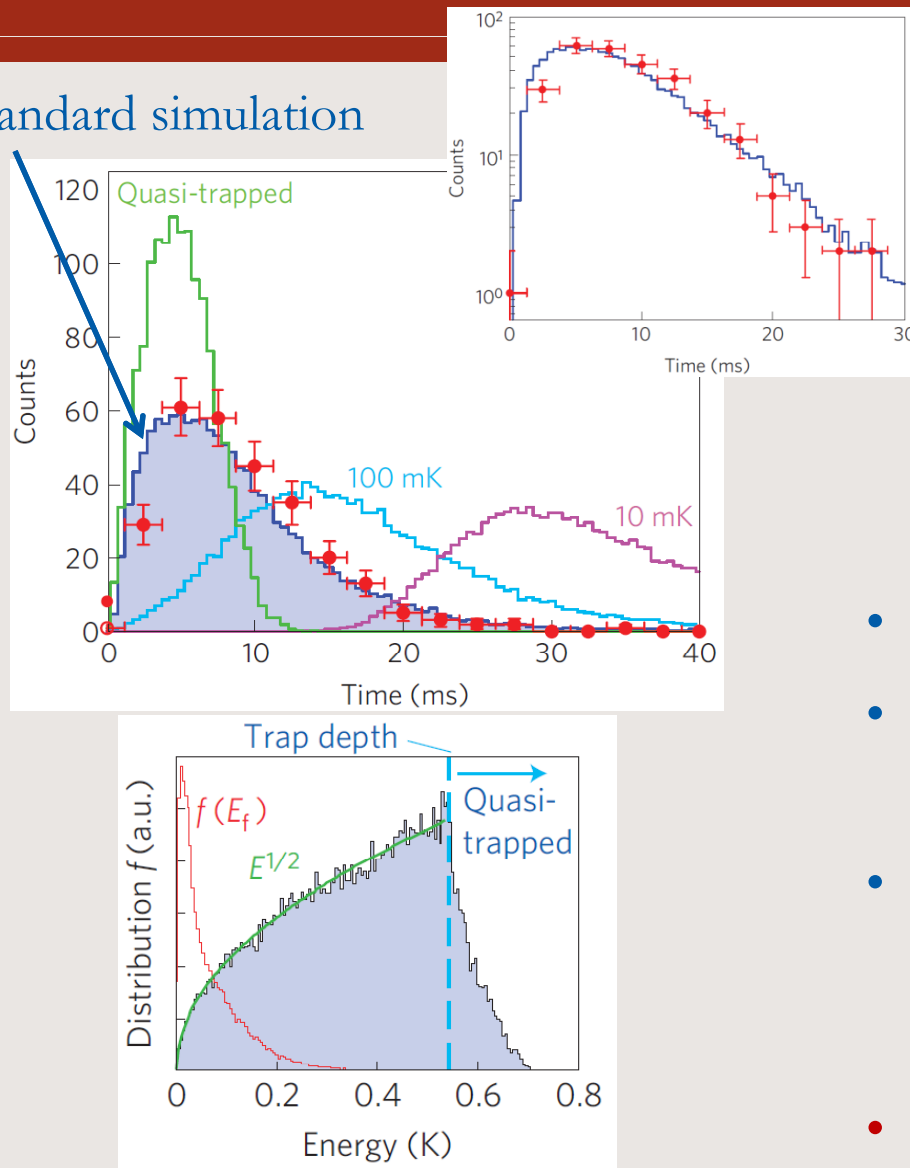 andard simulation
10²
10¹
10⁰
Counts
0
10
20
30
Time (ms)
120
100
80
60
40
20
0
Counts
Quasi-trapped
100 mK
10 mK
0
10
20
30
40
Time (ms)
Trap depth
Quasi-
trapped
f(E_f)
E^{1/2}
Distribution f (a.u.)
0
0.2
0.4
0.6
0.8
Energy (K)